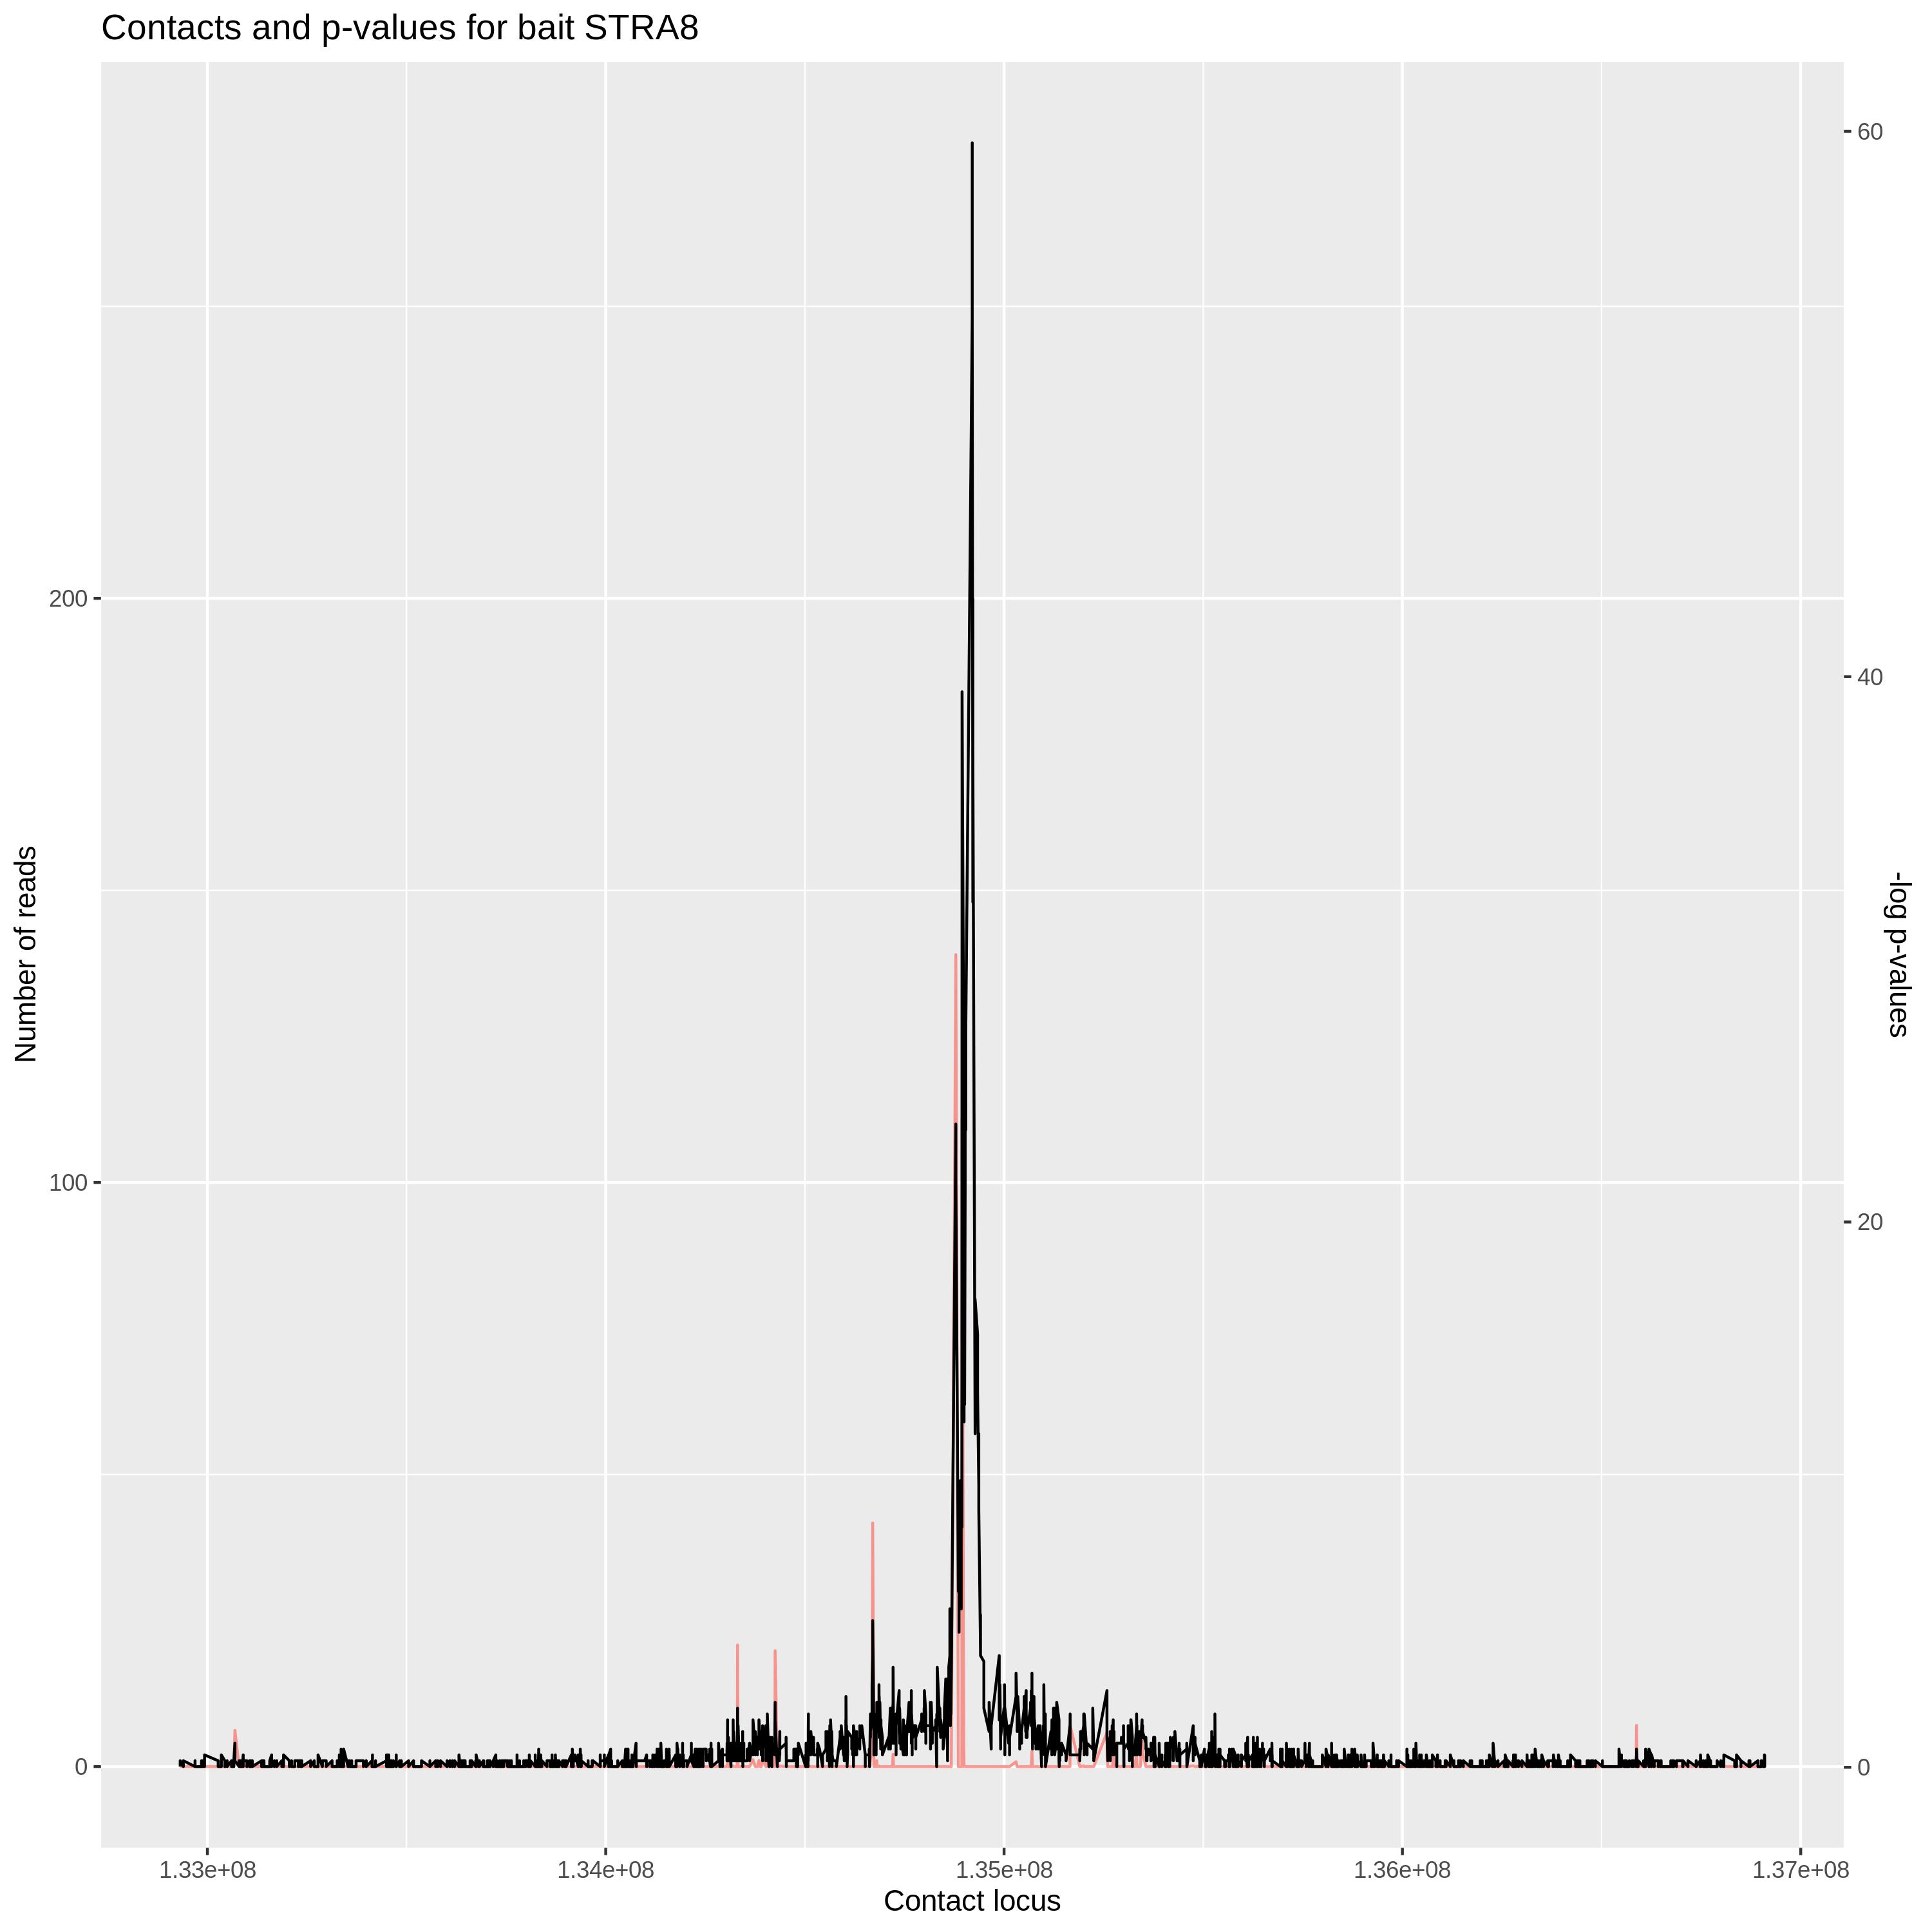 Contacts and p-values for bait STRA8
60
200
40
Number of reads
-log p-values
100
20
0
0
1.33e+08
1.34e+08
1.35e+08
1.36e+08
1.37e+08
Contact locus